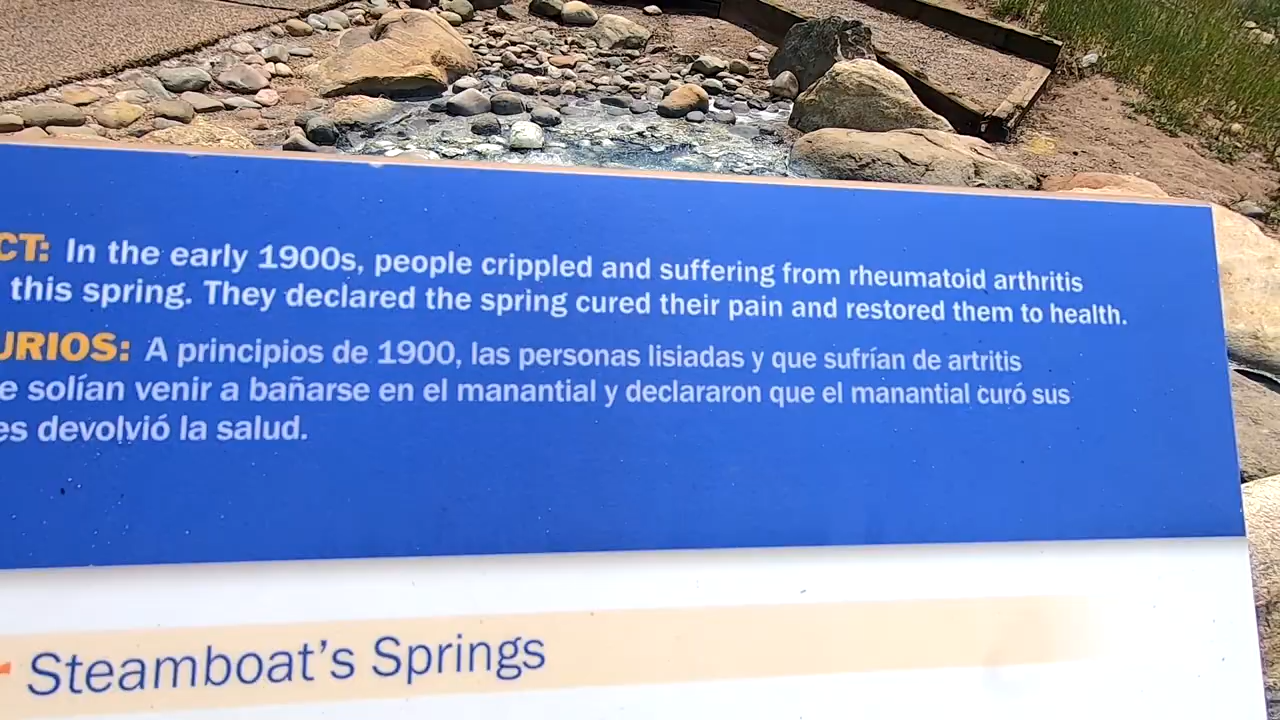 CT: In the early 1900s, people crippled and suffering from rheumatoid arthritis
this spring. They declared the spring cured their pain and restored them to health.
URIOS: A principios de 1900, las personas lisiadas y que sufrían de artritis
e solían venir a bañarse en el manantial y declararon que el manantial curó sus
es devolvió la salud.
Steamboat's Springs